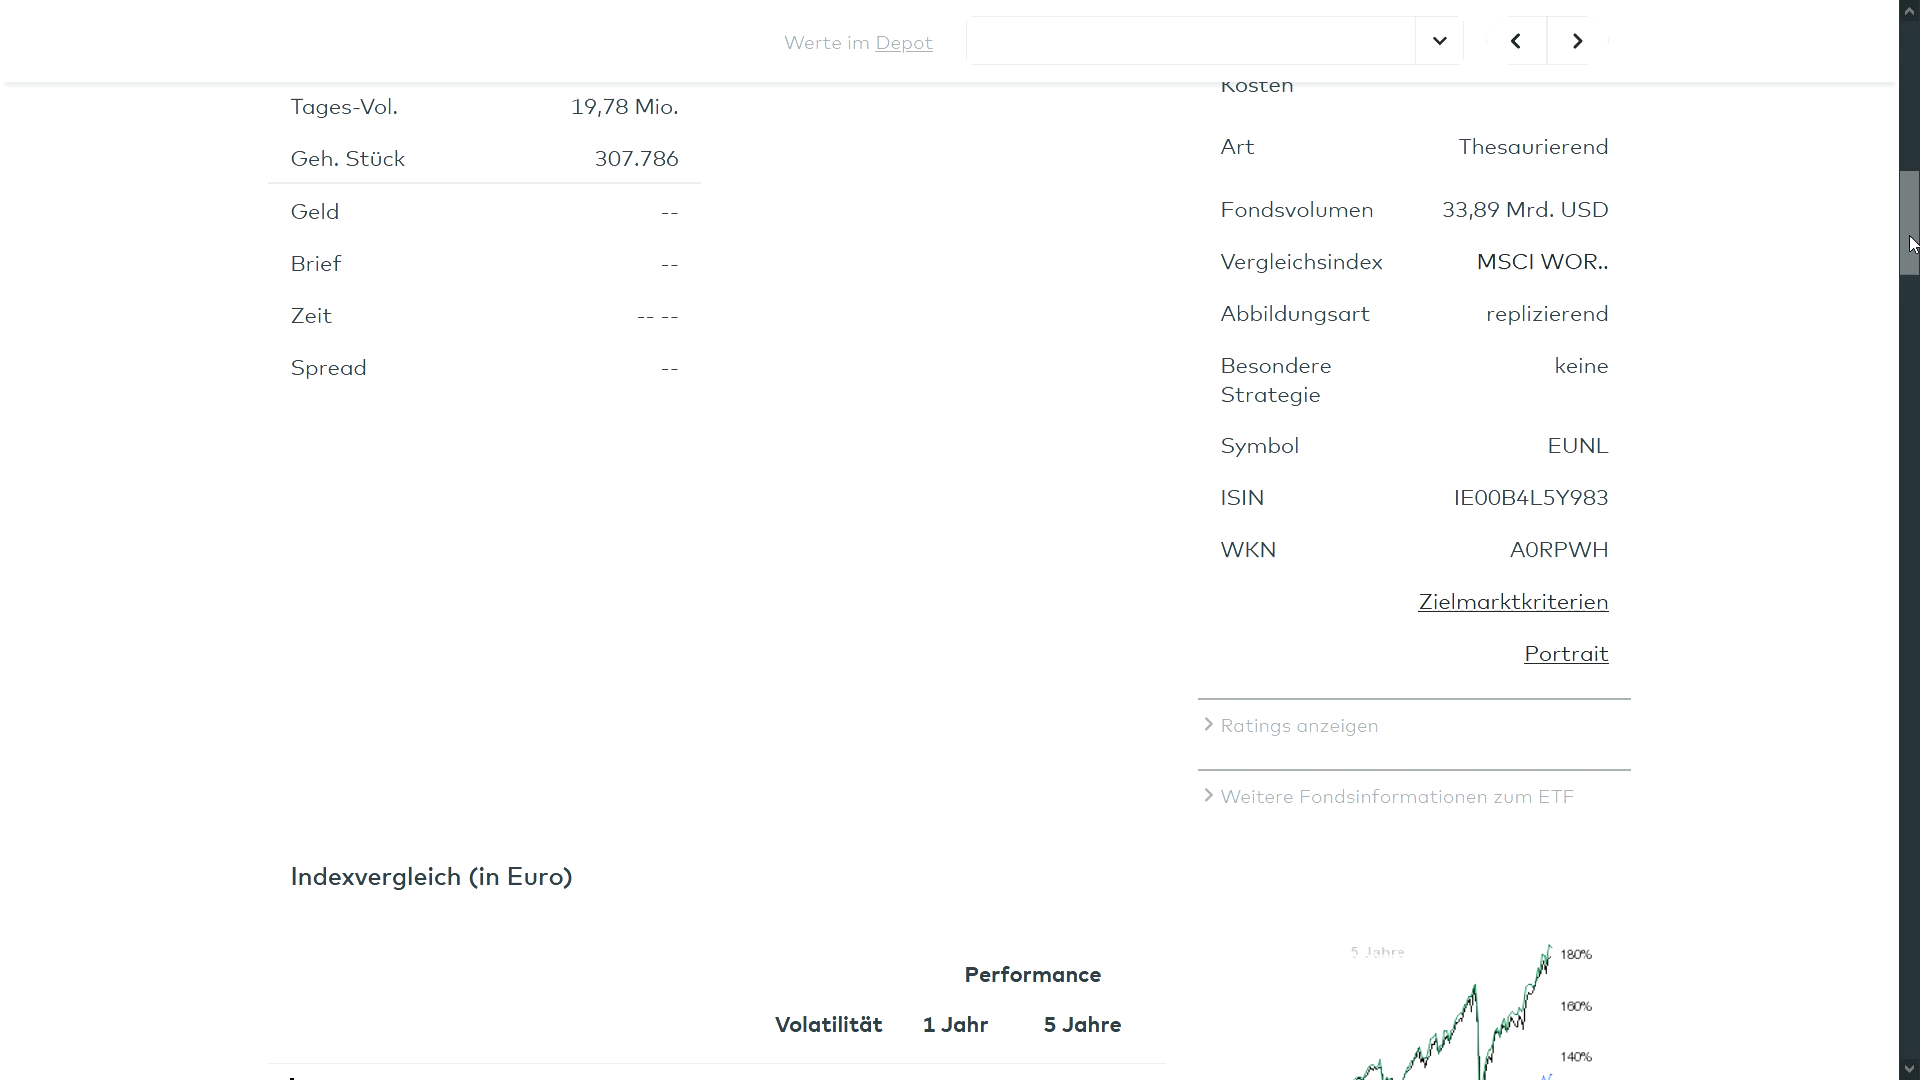 Werte im Depot
Tages-Vol. 19,78 Mio.
Geh. Stück 307.786
Geld --
Brief --
Zeit -- --
Spread --
Kosten
Art Thesaurierend
Fondsvolumen 33,89 Mrd. USD
Vergleichsindex MSCI WOR..
Abbildungsart replizierend
Besondere keine
Strategie
Symbol EUNL
ISIN IE00B4L5Y983
WKN A0RPWH
Zielmarktkriterien
Portrait
Ratings anzeigen
Weitere Fondsinformationen zum ETF
Indexvergleich (in Euro)
Performance
Volatilität 1 Jahr 5 Jahre
5 Jahre
180%
160%
140%